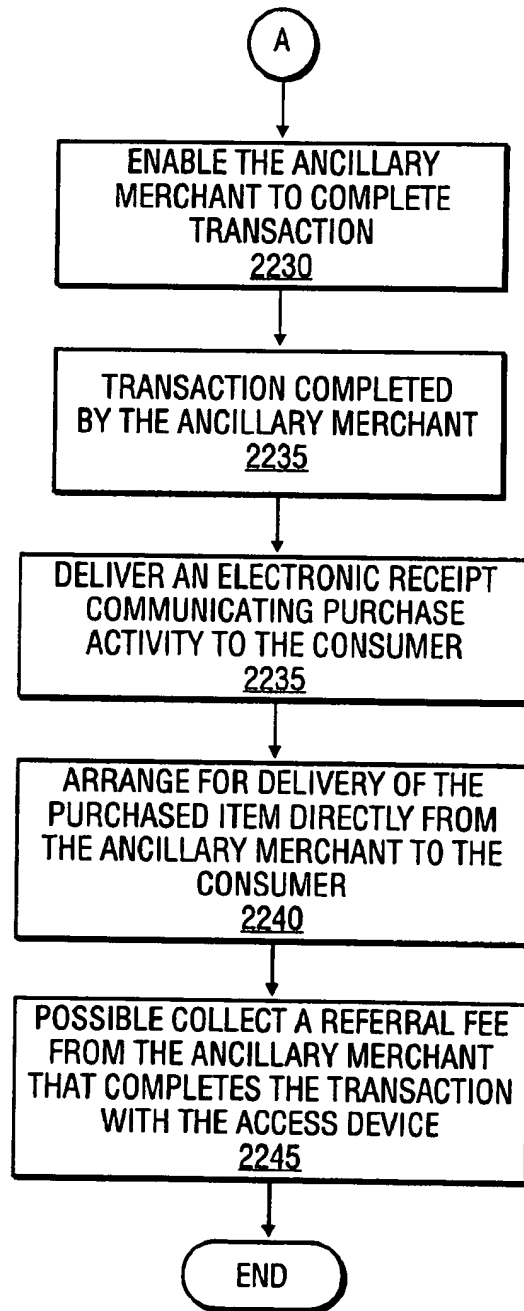 A
ENABLE THE ANCILLARY
MERCHANT TO COMPLETE
TRANSACTION
2230
TRANSACTION COMPLETED
BY THE ANCILLARY MERCHANT
2235
DELIVER AN ELECTRONIC RECEIPT
COMMUNICATING PURCHASE
ACTIVITY TO THE CONSUMER
2235
ARRANGE FOR DELIVERY OF THE
PURCHASED ITEM DIRECTLY FROM
THE ANCILLARY MERCHANT TO THE
CONSUMER
2240
POSSIBLE COLLECT A REFERRAL FEE
FROM THE ANCILLARY MERCHANT
THAT COMPLETES THE TRANSACTION
WITH THE ACCESS DEVICE
2245
END